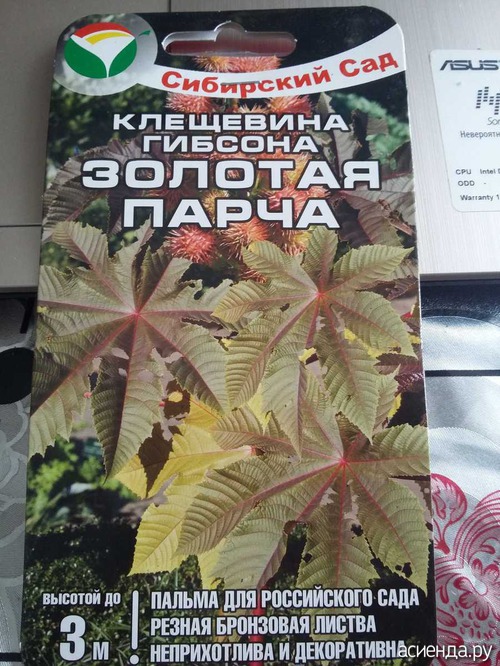 Сибирский Сад
КЛЕЩЕВИНА
ГИБСОНА
ЗОЛОТАЯ
ПАРЧА
ВЫСОТОЙ ДО
3 М
!
ПАЛЬМА ДЛЯ РОССИЙСКОГО САДА
РЕЗНАЯ БРОНЗОВАЯ ЛИСТВА
НЕПРИХОТЛИВА И ДЕКОРАТИВНА
ASUS
CPU Intel
ODD -
Warranty
асиенда.ру